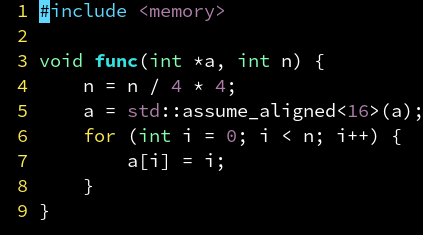 1 #include <memory>
2
3 void func(int *a, int n) {
4     n = n / 4 * 4;
5     a = std::assume_aligned<16>(a);
6     for (int i = 0; i < n; i++) {
7         a[i] = i;
8     }
9 }